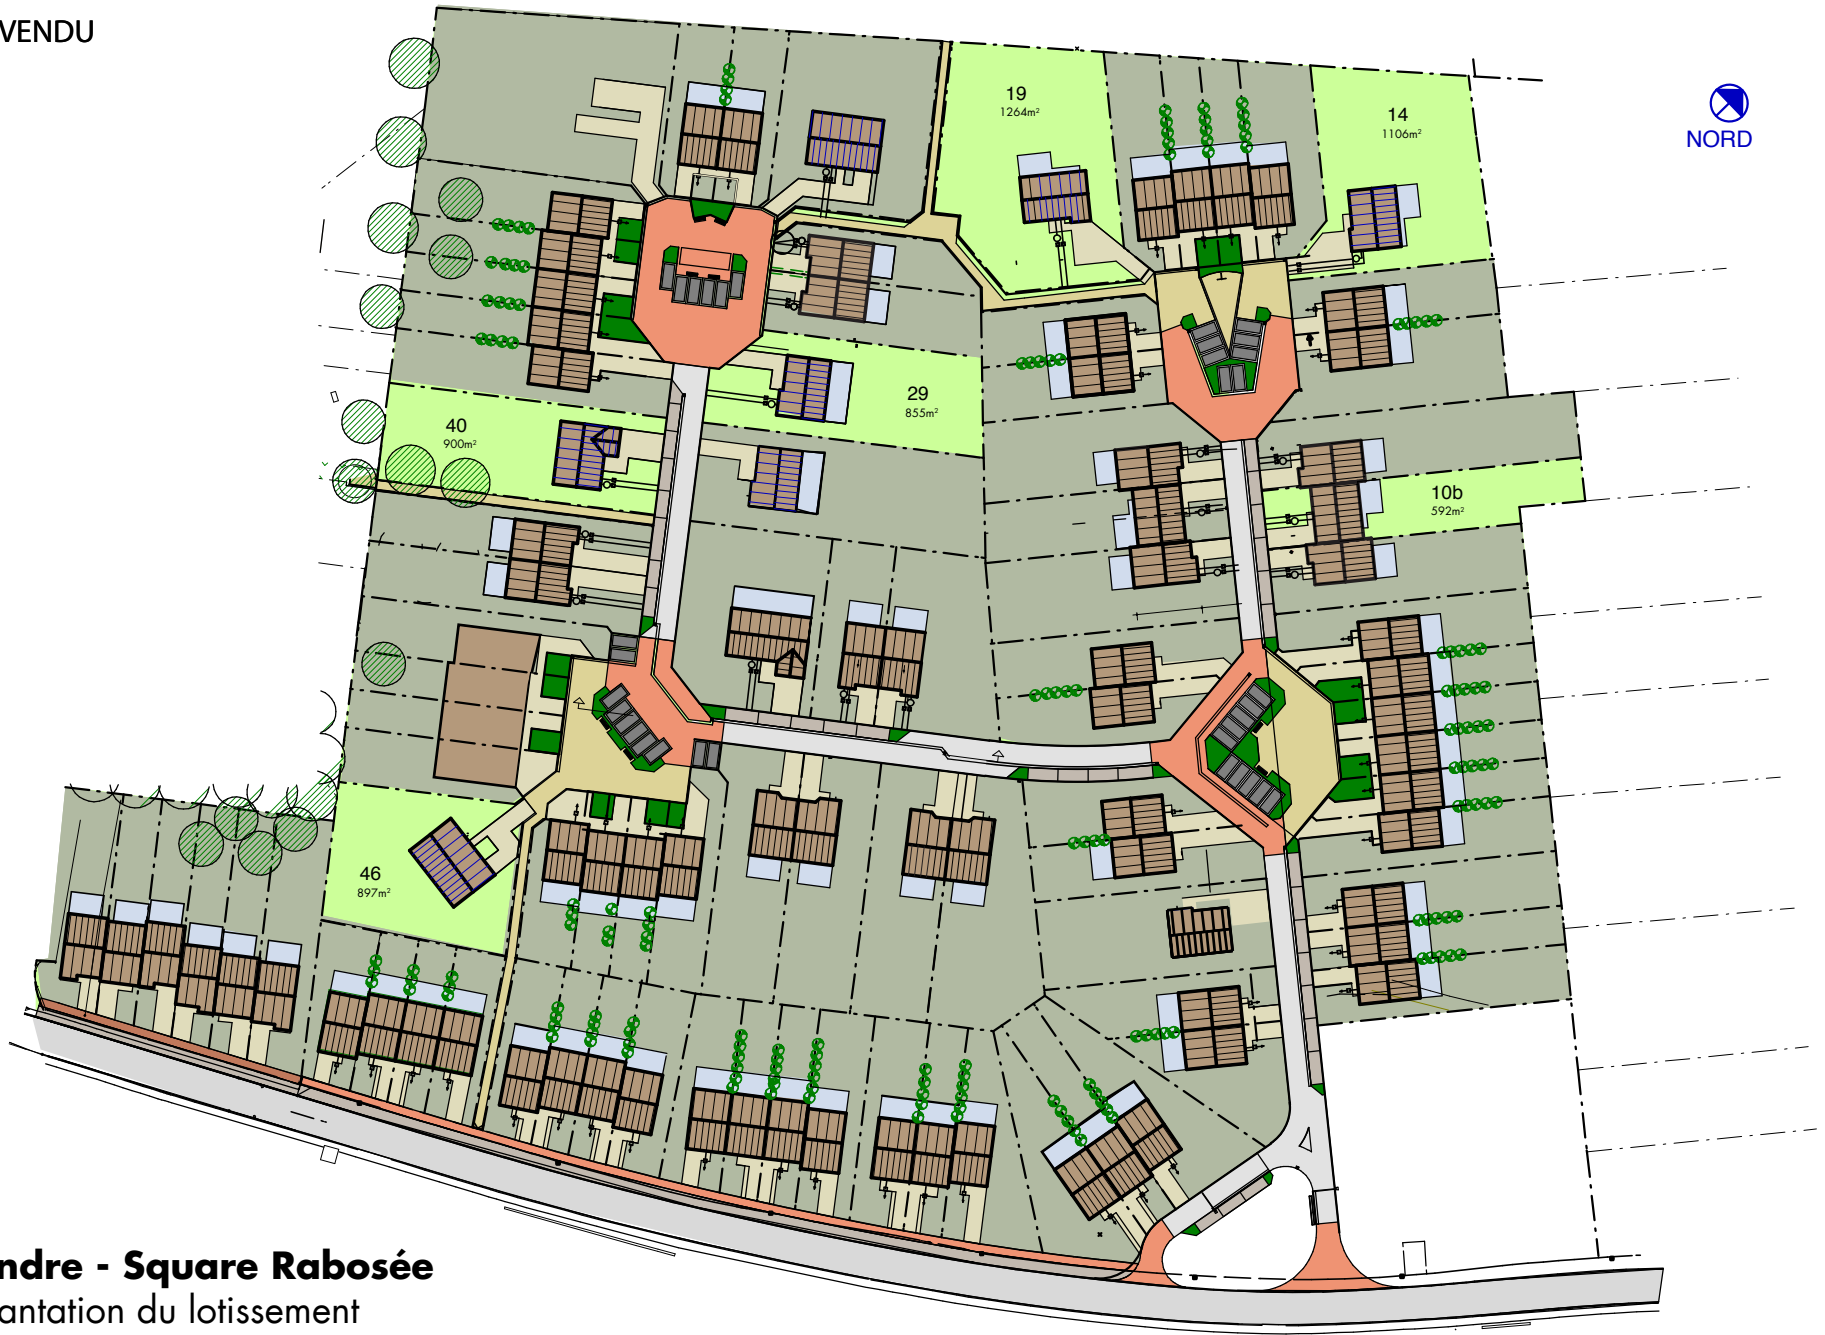 VENDU
19
1264m²
14
1106m²
NORD
29
855m²
40
900m²
10b
592m²
46
897m²
ndre - Square Rabosée
antation du lotissement